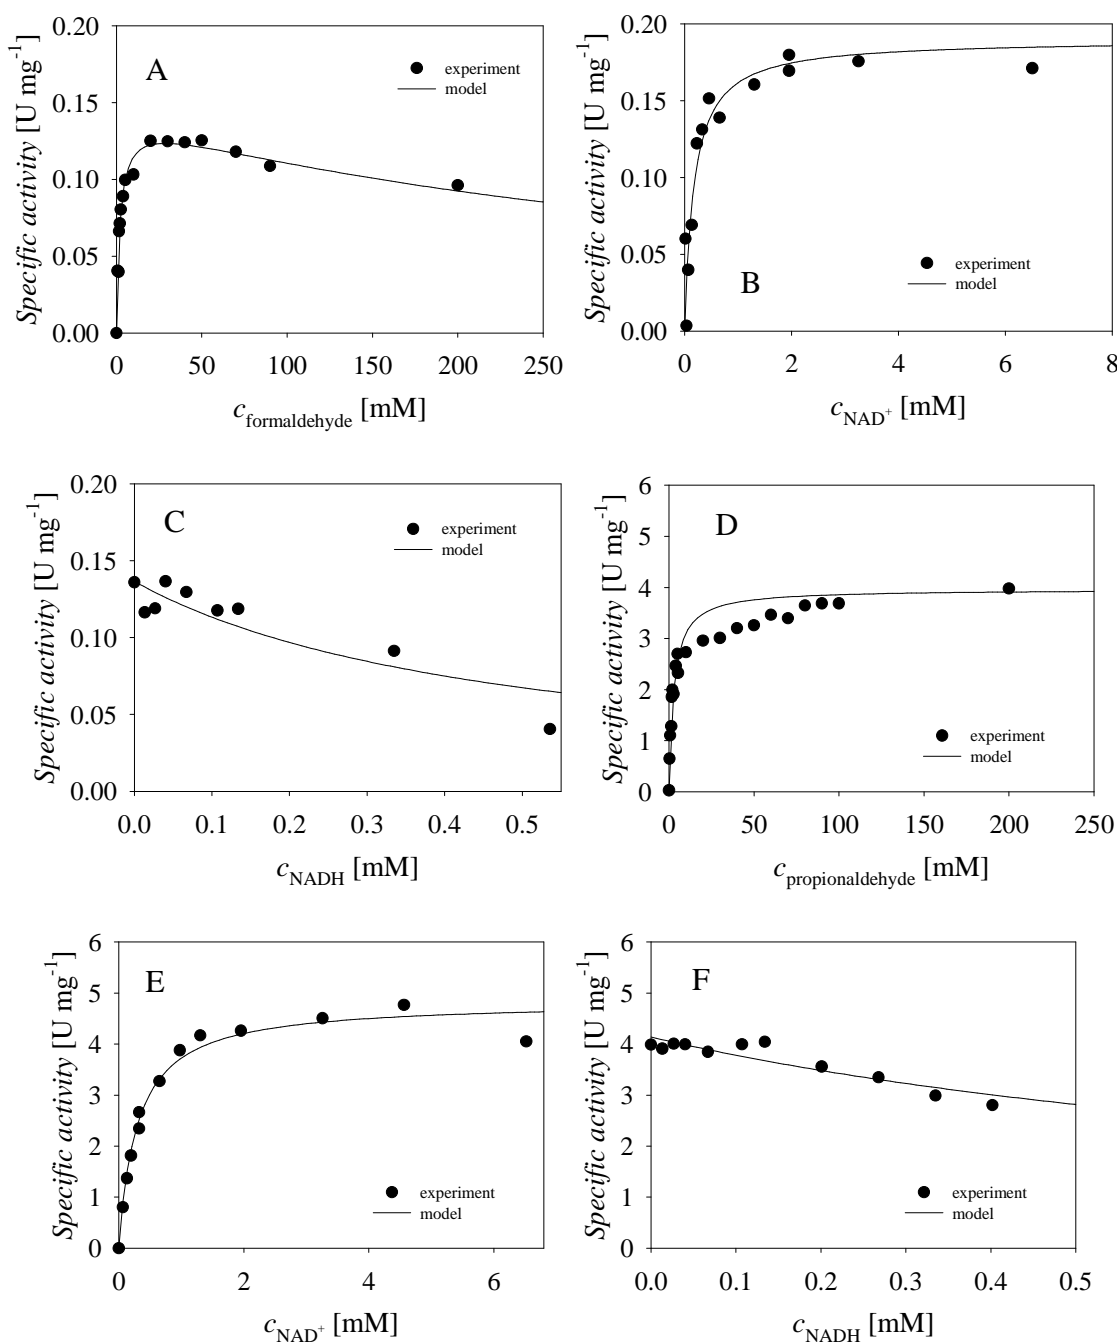 A
experiment
model
Specific activity [U mg⁻¹]
0.20
0.15
0.10
0.05
0.00
0 50 100 150 200 250
c formaldehyde [mM]
B
experiment
model
Specific activity [U mg⁻¹]
0.20
0.15
0.10
0.05
0.00
0 2 4 6 8
c NAD⁺ [mM]
C
experiment
model
Specific activity [U mg⁻¹]
0.20
0.15
0.10
0.05
0.00
0.0 0.1 0.2 0.3 0.4 0.5
c NADH [mM]
D
experiment
model
Specific activity [U mg⁻¹]
6
5
4
3
2
1
0
0 50 100 150 200 250
c propionaldehyde [mM]
E
experiment
model
Specific activity [U mg⁻¹]
6
5
4
3
2
1
0
0 2 4 6
c NAD⁺ [mM]
F
experiment
model
Specific activity [U mg⁻¹]
6
5
4
3
2
1
0
0.0 0.1 0.2 0.3 0.4 0.5
c NADH [mM]